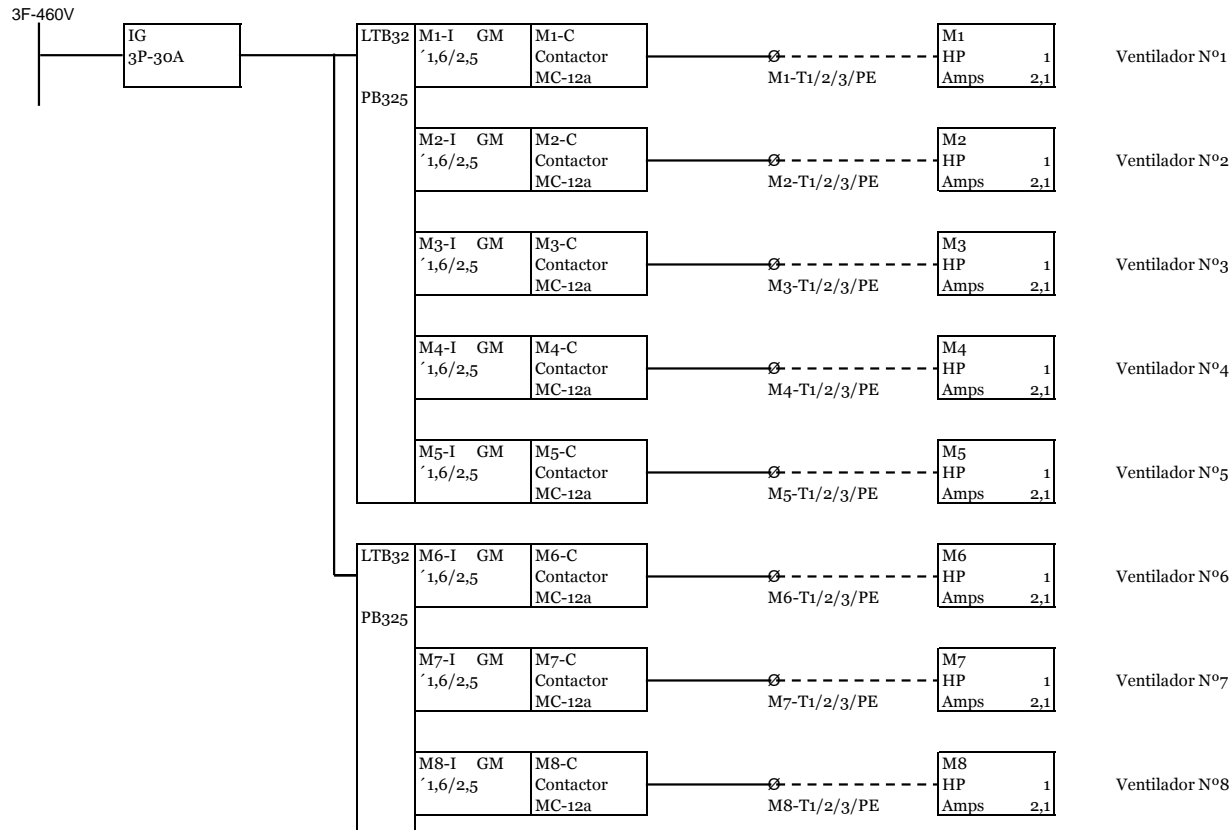 3F-460V
IG
3P-30A
LTB32 M1-I GM M1-C M1
´1,6/2,5 Contactor HP 1 Ventilador Nº1
MC-12a M1-T1/2/3/PE Amps 2,1
PB325
M2-I GM M2-C M2
´1,6/2,5 Contactor Ø HP 1 Ventilador Nº2
MC-12a M2-T1/2/3/PE Amps 2,1
M3-I GM M3-C M3
´1,6/2,5 Contactor Ø HP 1 Ventilador Nº3
MC-12a M3-T1/2/3/PE Amps 2,1
M4-I GM M4-C M4
´1,6/2,5 Contactor Ø HP 1 Ventilador Nº4
MC-12a M4-T1/2/3/PE Amps 2,1
M5-I GM M5-C M5
´1,6/2,5 Contactor Ø HP 1 Ventilador Nº5
MC-12a M5-T1/2/3/PE Amps 2,1
LTB32 M6-I GM M6-C M6
´1,6/2,5 Contactor Ø HP 1 Ventilador Nº6
MC-12a M6-T1/2/3/PE Amps 2,1
PB325
M7-I GM M7-C M7
´1,6/2,5 Contactor Ø HP 1 Ventilador Nº7
MC-12a M7-T1/2/3/PE Amps 2,1
M8-I GM M8-C M8
´1,6/2,5 Contactor Ø HP 1 Ventilador Nº8
MC-12a M8-T1/2/3/PE Amps 2,1